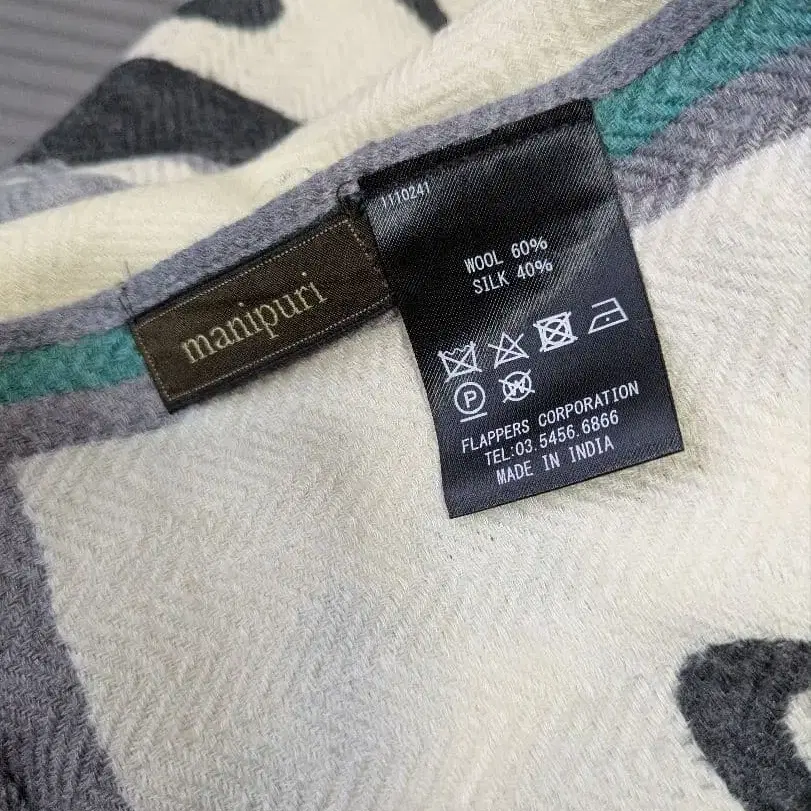 manipuri
1110241
WOOL 60%
SILK 40%
P
W
FLAPPERS CORPORATION
TEL:03.5456.6866
MADE IN INDIA